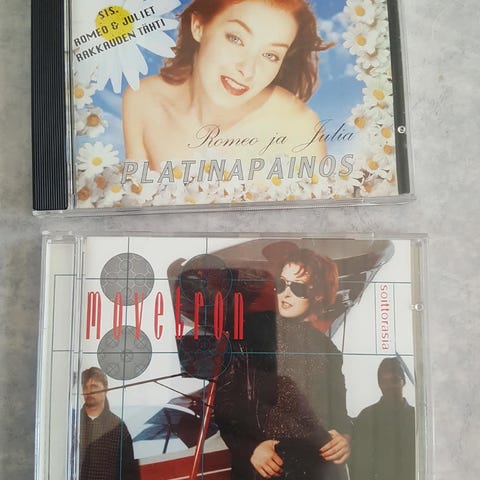 SIS.
ROMEO & JULIET
RAKKAUDEN TÄHTI
Romeo ja Julia
PLATINAPAINOS
movetron
soittorasia